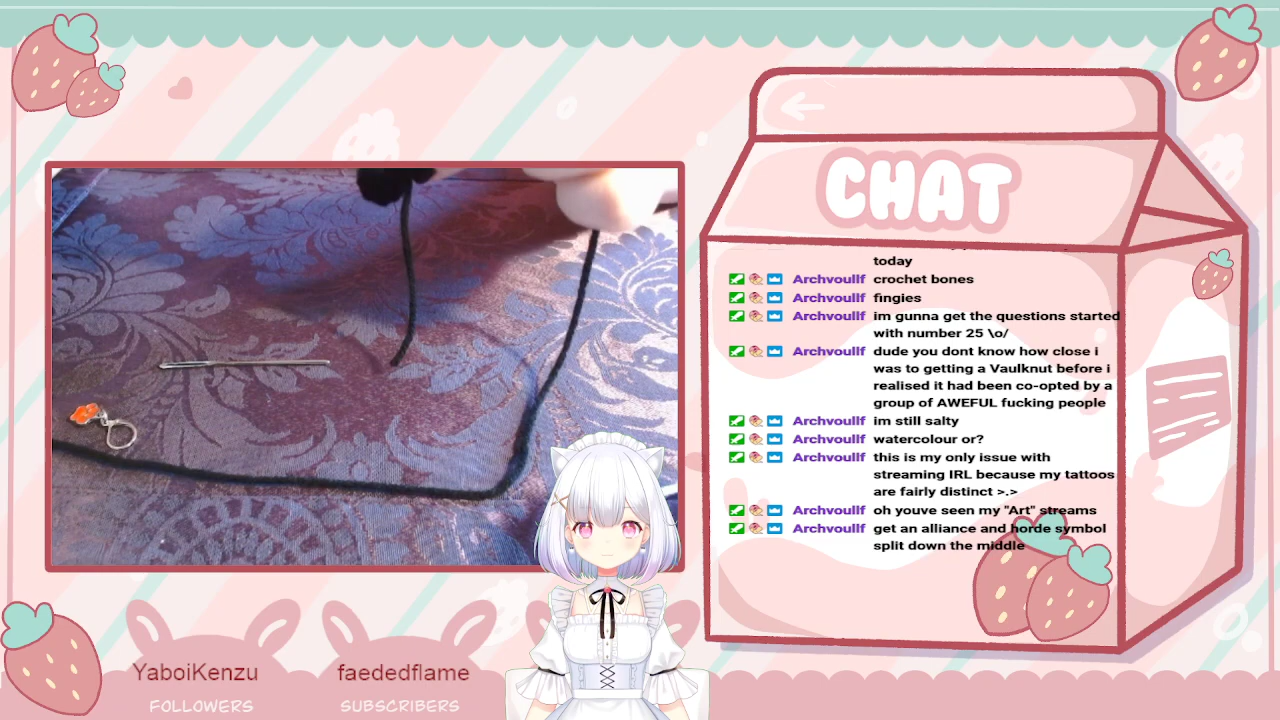 CHAT
today
Archvoullf crochet bones
Archvoullf fingies
Archvoullf im gunna get the questions started
with number 25 \o/
Archvoullf dude you dont know how close i
was to getting a Vaulknut before i
realised it had been co-opted by a
group of AWEFUL fucking people
Archvoullf im still salty
Archvoullf watercolour or?
Archvoullf this is my only issue with
streaming IRL because my tattoos
are fairly distinct >.>
Archvoullf oh youve seen my "Art" streams
Archvoullf get an alliance and horde symbol
split down the middle
YaboiKenzu
FOLLOWERS
faededflame
SUBSCRIBERS